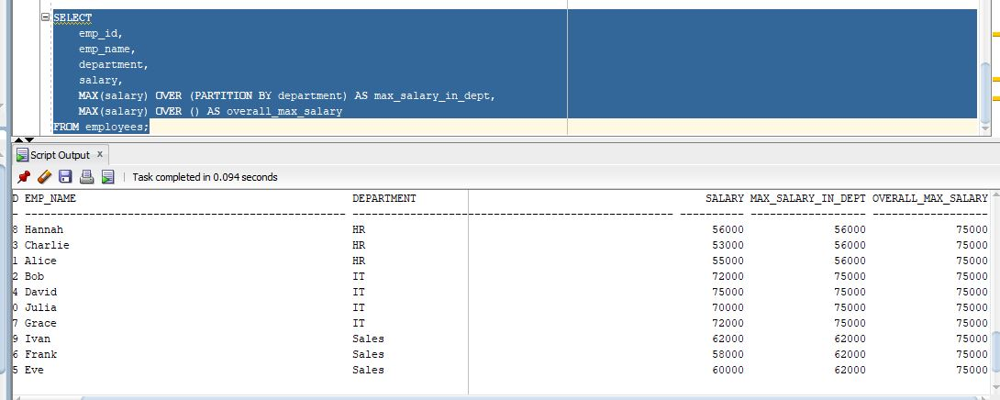 SELECT
emp_id,
emp_name,
department,
salary,
MAX(salary) OVER (PARTITION BY department) AS max_salary_in_dept,
MAX(salary) OVER () AS overall_max_salary
FROM employees;
Script Output x
Task completed in 0.094 seconds
D EMP_NAME DEPARTMENT SALARY MAX_SALARY_IN_DEPT OVERALL_MAX_SALARY
8 Hannah HR 56000 56000 75000
3 Charlie HR 53000 56000 75000
1 Alice HR 55000 56000 75000
2 Bob IT 72000 75000 75000
4 David IT 75000 75000 75000
0 Julia IT 70000 75000 75000
7 Grace IT 72000 75000 75000
9 Ivan Sales 62000 62000 75000
6 Frank Sales 58000 62000 75000
5 Eve Sales 60000 62000 75000